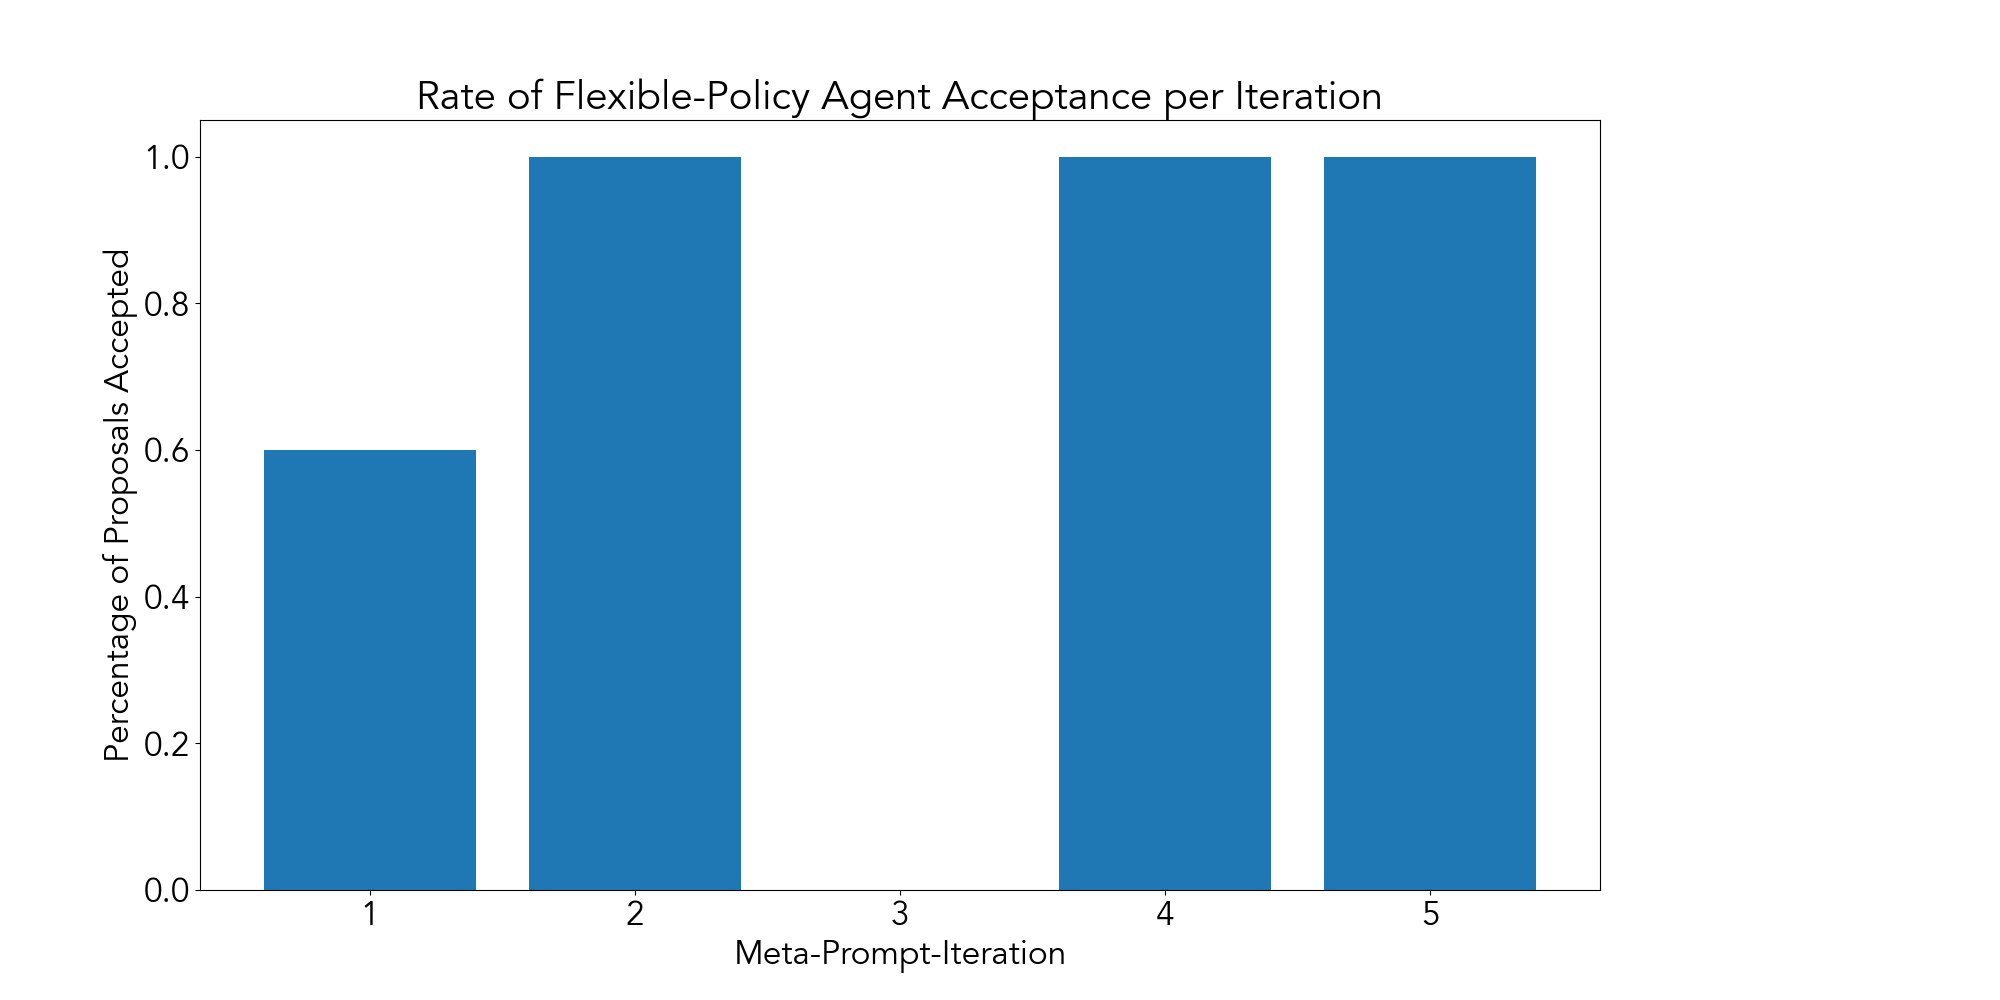 Rate of Flexible-Policy Agent Acceptance per Iteration
Percentage of Proposals Accepted
1.0
0.8
0.6
0.4
0.2
0.0
1 2 3 4 5
Meta-Prompt-Iteration